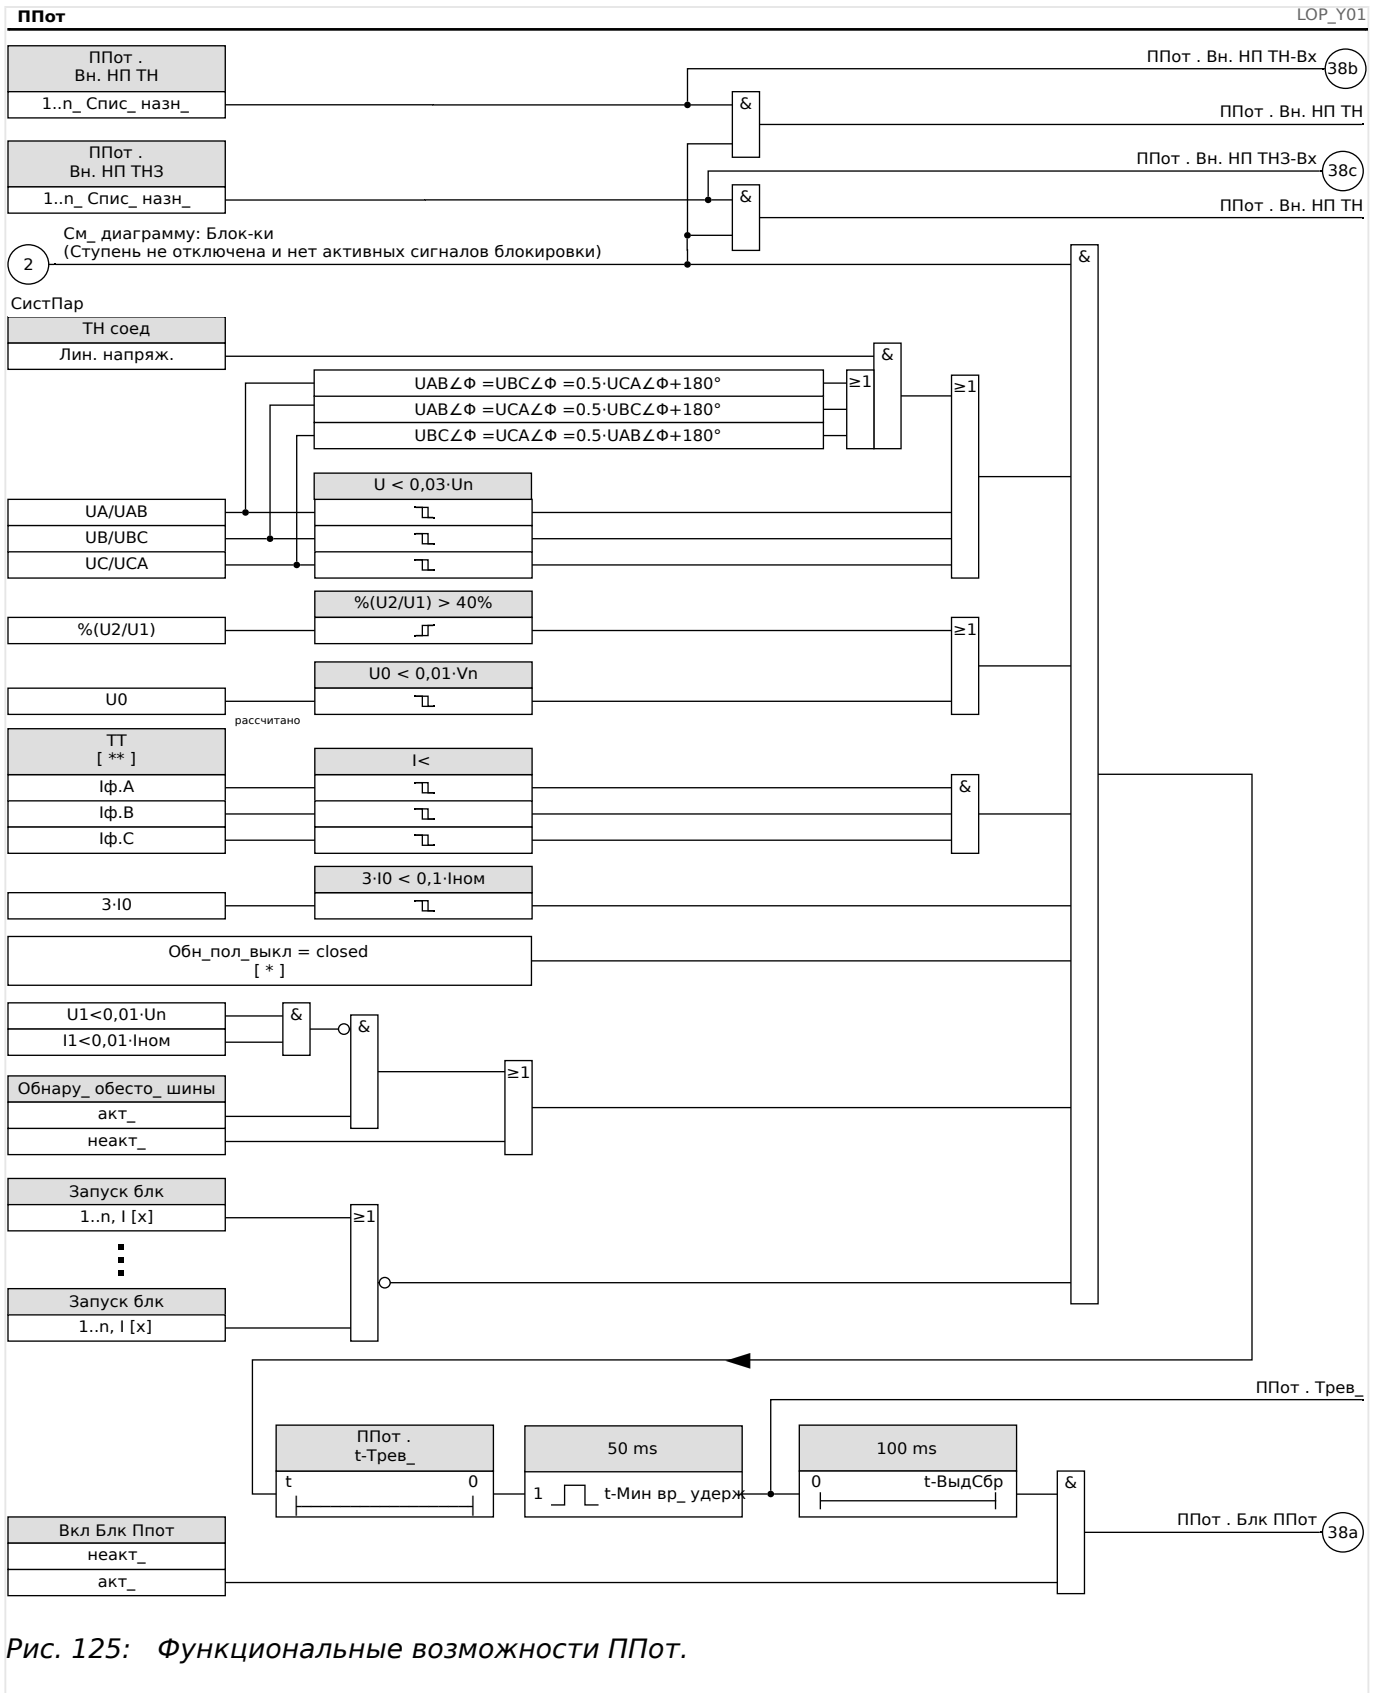 ППот
LOP_Y01
ППот .
Вн. НП ТН
1..n_ Спис_ назн_
&
ППот . Вн. НП ТН-Вх
38b
ППот . Вн. НП ТН
ППот .
Вн. НП ТНЗ
1..n_ Спис_ назн_
&
ППот . Вн. НП ТНЗ-Вх
38c
ППот . Вн. НП ТН
2
См_ диаграмму: Блок-ки
(Ступень не отключена и нет активных сигналов блокировки)
&
СистПар
ТН соед
Лин. напряж.
&
UAB∠Φ =UBC∠Φ =0.5·UCA∠Φ+180°
≥1
≥1
UAB∠Φ =UCA∠Φ =0.5·UBC∠Φ+180°
UBC∠Φ =UCA∠Φ =0.5·UAB∠Φ+180°
U < 0,03·Un
UA/UAB
UB/UBC
UC/UCA
%(U2/U1) > 40%
%(U2/U1)
≥1
U0 < 0,01·Vn
U0
рассчитано
ТТ
[ ** ]
I<
Iф.A
&
Iф.B
Iф.C
3·I0 < 0,1·Iном
3·I0
Обн_пол_выкл = closed
[ * ]
U1<0,01·Un
&
&
I1<0,01·Iном
≥1
Обнару_ обесто_ шины
акт_
неакт_
Запуск блк
1..n, I [x]
≥1
Запуск блк
1..n, I [x]
ППот . Трев_
ППот .
t-Трев_
50 ms
100 ms
t
0
1
t-Мин вр_ удерж
0
t-ВыдСбр
&
Вкл Блк Ппот
неакт_
акт_
ППот . Блк ППот
38a
Рис. 125: Функциональные возможности ППот.